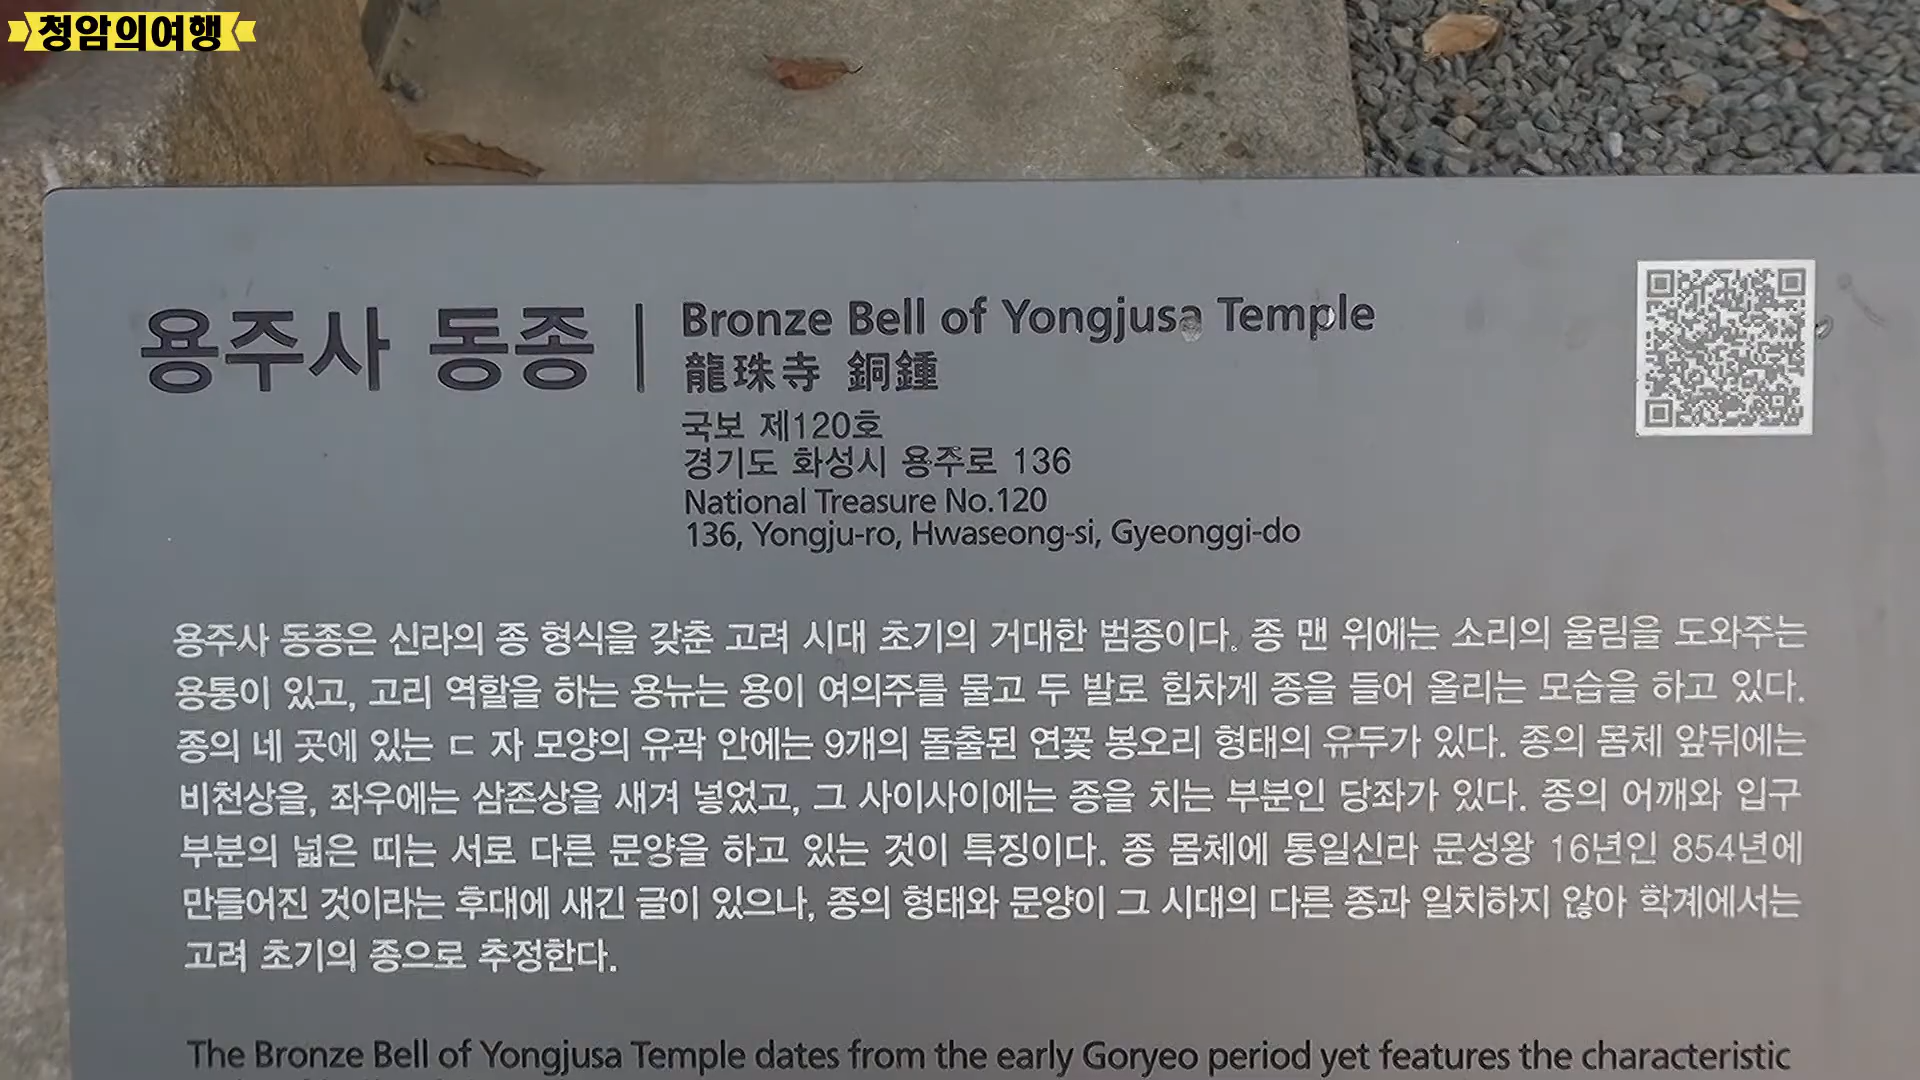 청암의여행
용주사 동종
Bronze Bell of Yongjusa Temple
龍珠寺 銅鍾
국보 제120호
경기도 화성시 용주로 136
National Treasure No.120
136, Yongju-ro, Hwaseong-si, Gyeonggi-do
용주사 동종은 신라의 종 형식을 갖춘 고려 시대 초기의 거대한 범종이다. 종 맨 위에는 소리의 울림을 도와주는
용통이 있고, 고리 역할을 하는 용뉴는 용이 여의주를 물고 두 발로 힘차게 종을 들어 올리는 모습을 하고 있다.
종의 네 곳에 있는 ㄷ 자 모양의 유곽 안에는 9개의 돌출된 연꽃 봉오리 형태의 유두가 있다. 종의 몸체 앞뒤에는
비천상을, 좌우에는 삼존상을 새겨 넣었고, 그 사이사이에는 종을 치는 부분인 당좌가 있다. 종의 어깨와 입구
부분의 넓은 띠는 서로 다른 문양을 하고 있는 것이 특징이다. 종 몸체에 통일신라 문성왕 16년인 854년에
만들어진 것이라는 후대에 새긴 글이 있으나, 종의 형태와 문양이 그 시대의 다른 종과 일치하지 않아 학계에서는
고려 초기의 종으로 추정한다.
The Bronze Bell of Yongjusa Temple dates from the early Goryeo period yet features the characteristic